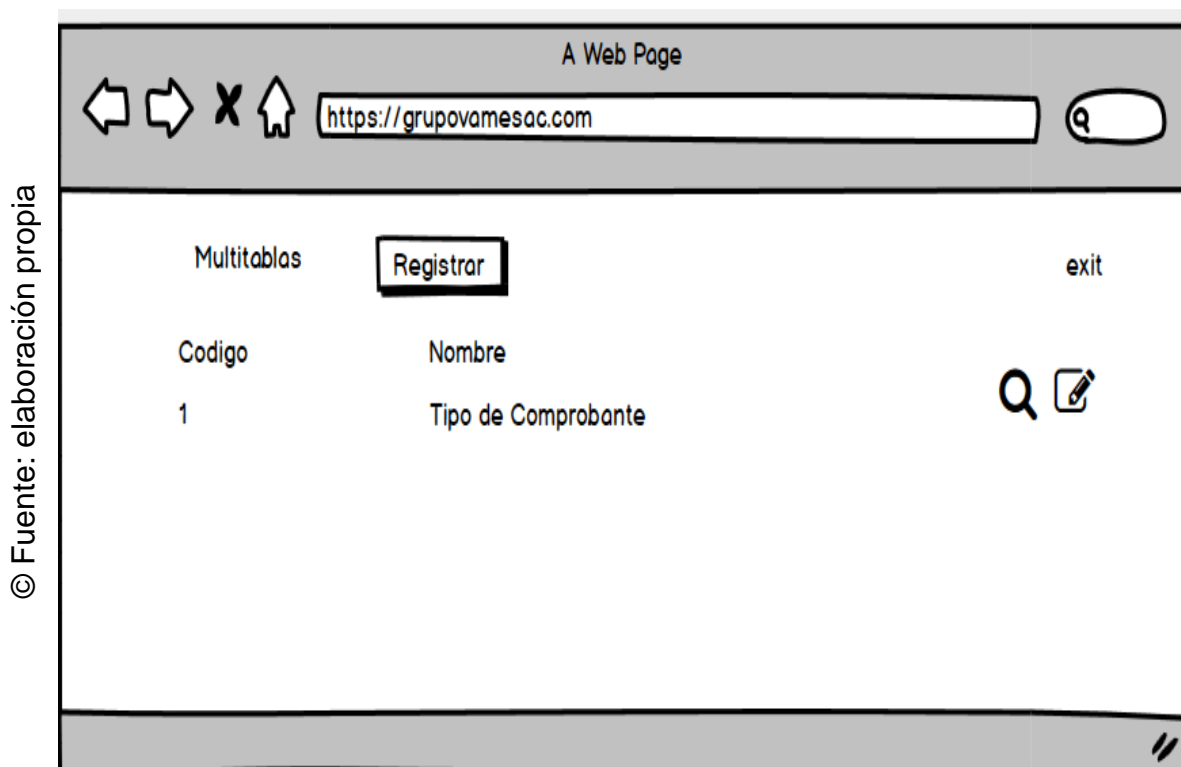 A Web Page
https://grupovamesac.com
Multitablas
Registrar
exit
Codigo
Nombre
1
Tipo de Comprobante
© Fuente: elaboración propia